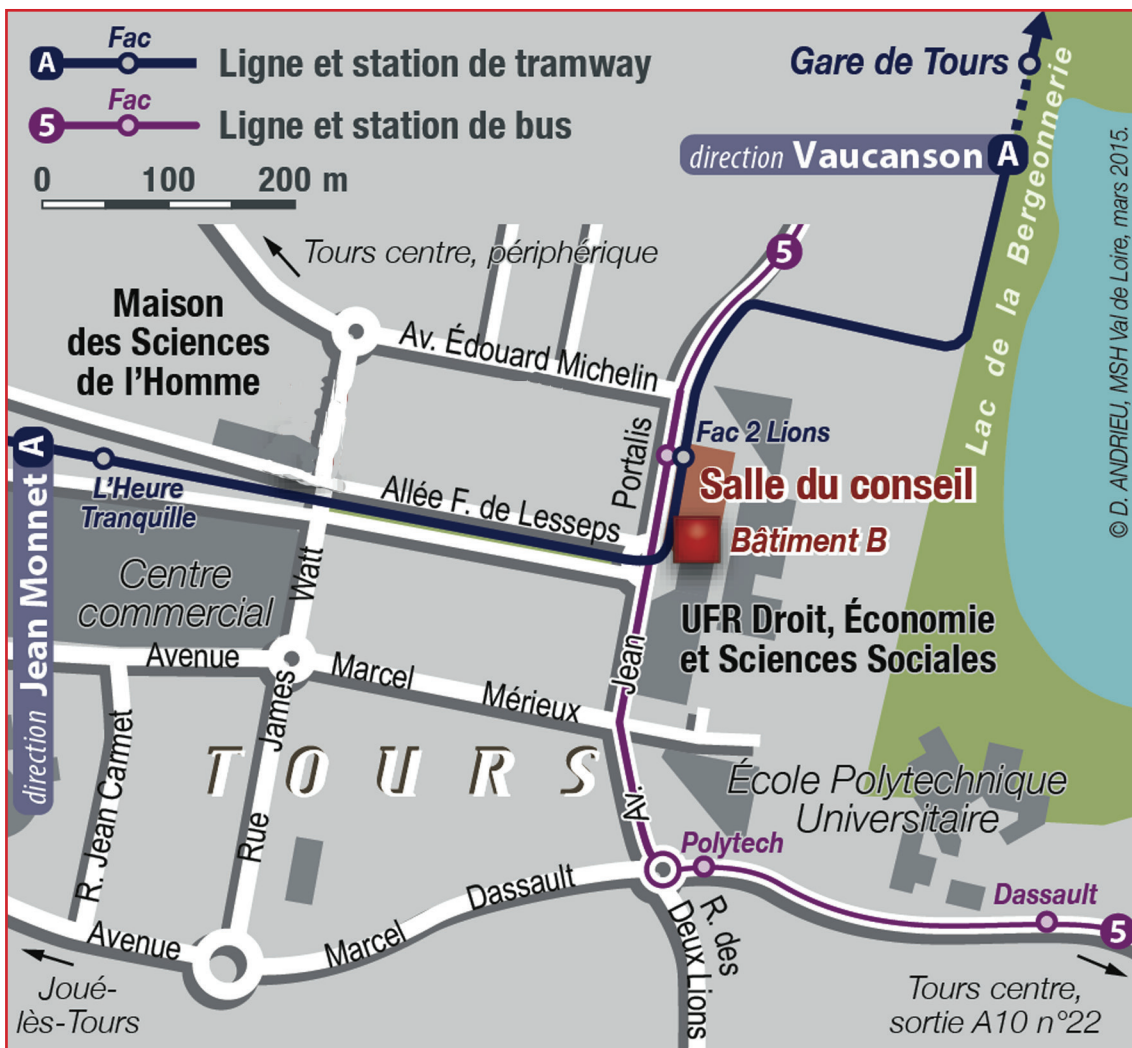 A Fac Ligne et station de tramway
5 Fac Ligne et station de bus
0 100 200 m
Gare de Tours
direction Vaucanson A
Lac de la Bergeonnerie
© D. ANDRIEU, MSH Val de Loire, mars 2015.
Tours centre, périphérique
5
Maison
des Sciences
de l'Homme
Av. Édouard Michelin
Portalis
Fac 2 Lions
Salle du conseil
Bâtiment B
direction Jean Monnet A
L'Heure
Tranquille
Allée F. de Lesseps
Watt
Centre
commercial
UFR Droit, Économie
et Sciences Sociales
Avenue
Marcel
Mérieux
Jean
James
R. Jean Carmet
TOURS
École Polytechnique
Universitaire
Av.
Rue
Polytech
Dassault
Dassault
5
Marcel
Avenue
R. des
Deux Lions
Joué-
lès-Tours
Tours centre,
sortie A10 n°22